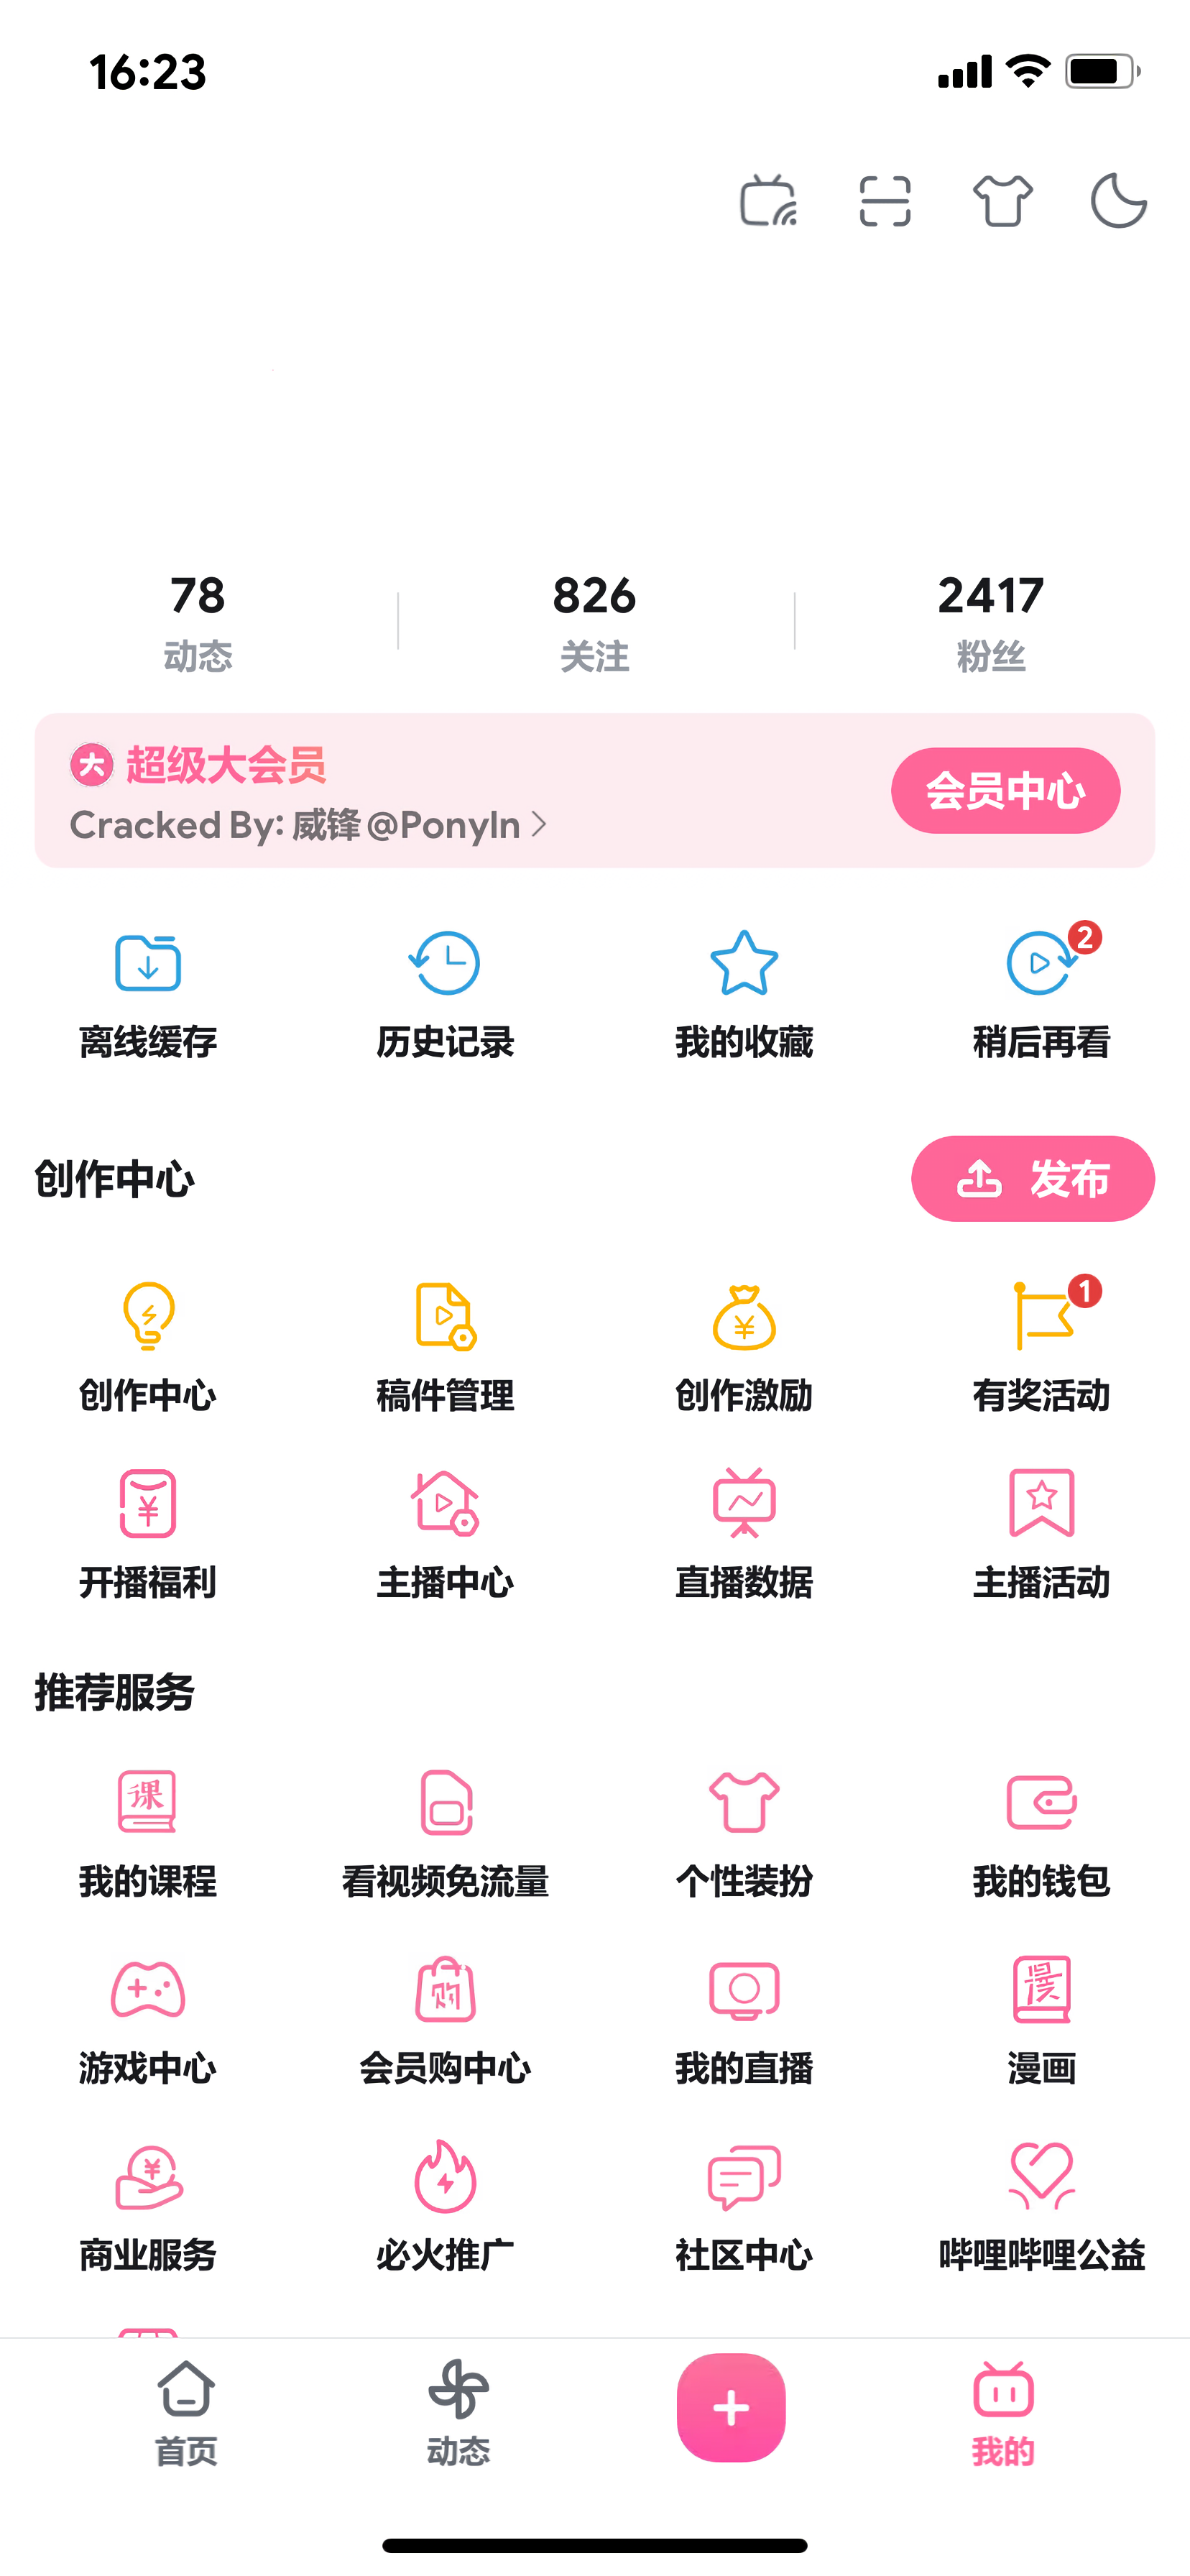 16:23
78 826 2417
动态 关注 粉丝
大 超级大会员
会员中心
Cracked By: 威锋@PonyIn
2
离线缓存 历史记录 我的收藏 稍后再看
创作中心 发布
1
创作中心 稿件管理 创作激励 有奖活动
开播福利 主播中心 直播数据 主播活动
推荐服务
课
我的课程 看视频免流量 个性装扮 我的钱包
购 漫
游戏中心 会员购中心 我的直播 漫画
商业服务 必火推广 社区中心 哔哩哔哩公益
首页 动态 我的